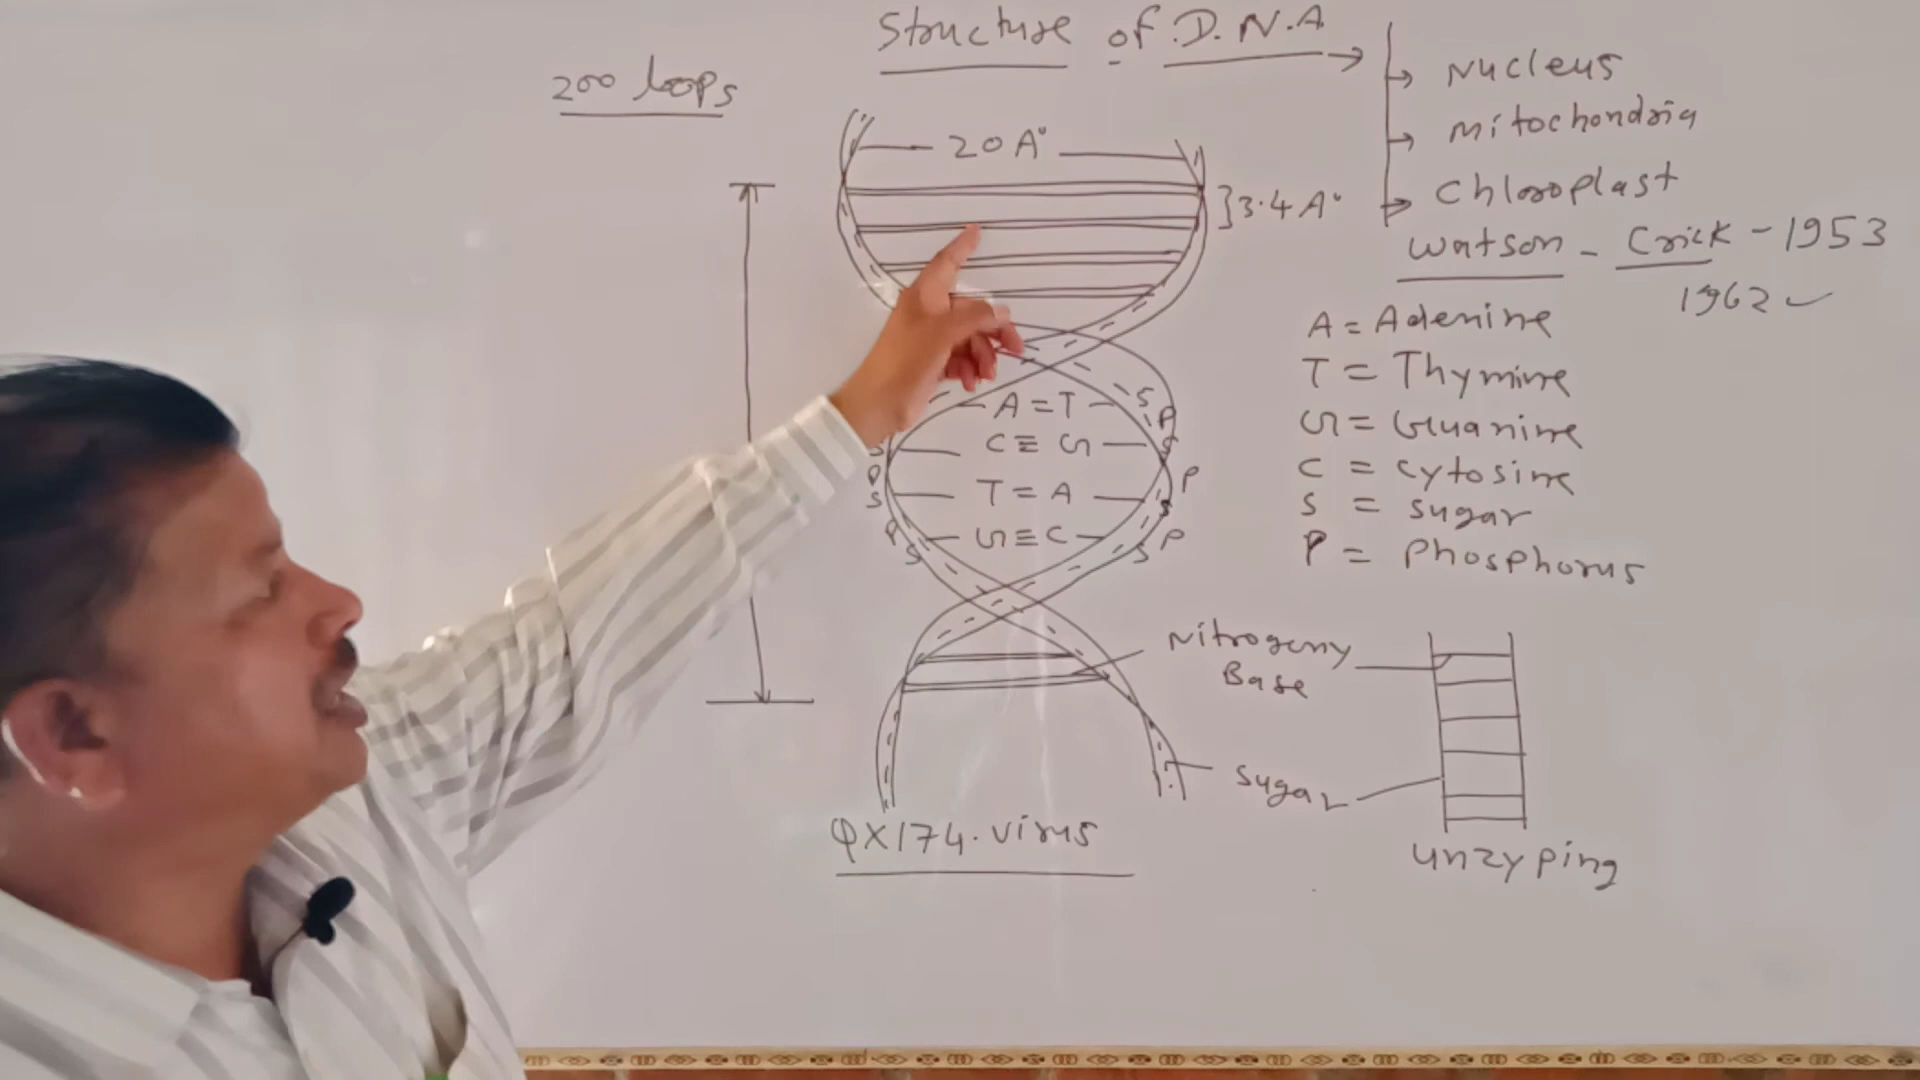 Structure of D.N.A
200 loops
Nucleus
Mitochondria
Chloroplast
20 A°
3.4 A°
Watson - Crick - 1953
1962
A = Adenine
T = Thymine
G = Gluanine
C = cytosine
S = sugar
P = Phosphorus
A = T
C ≡ G
T = A
G ≡ C
S
P
S
P
S
S
P
S
P
S
P
S
Nitrogeny
Base
Sugar
φX174. virus
unzyping